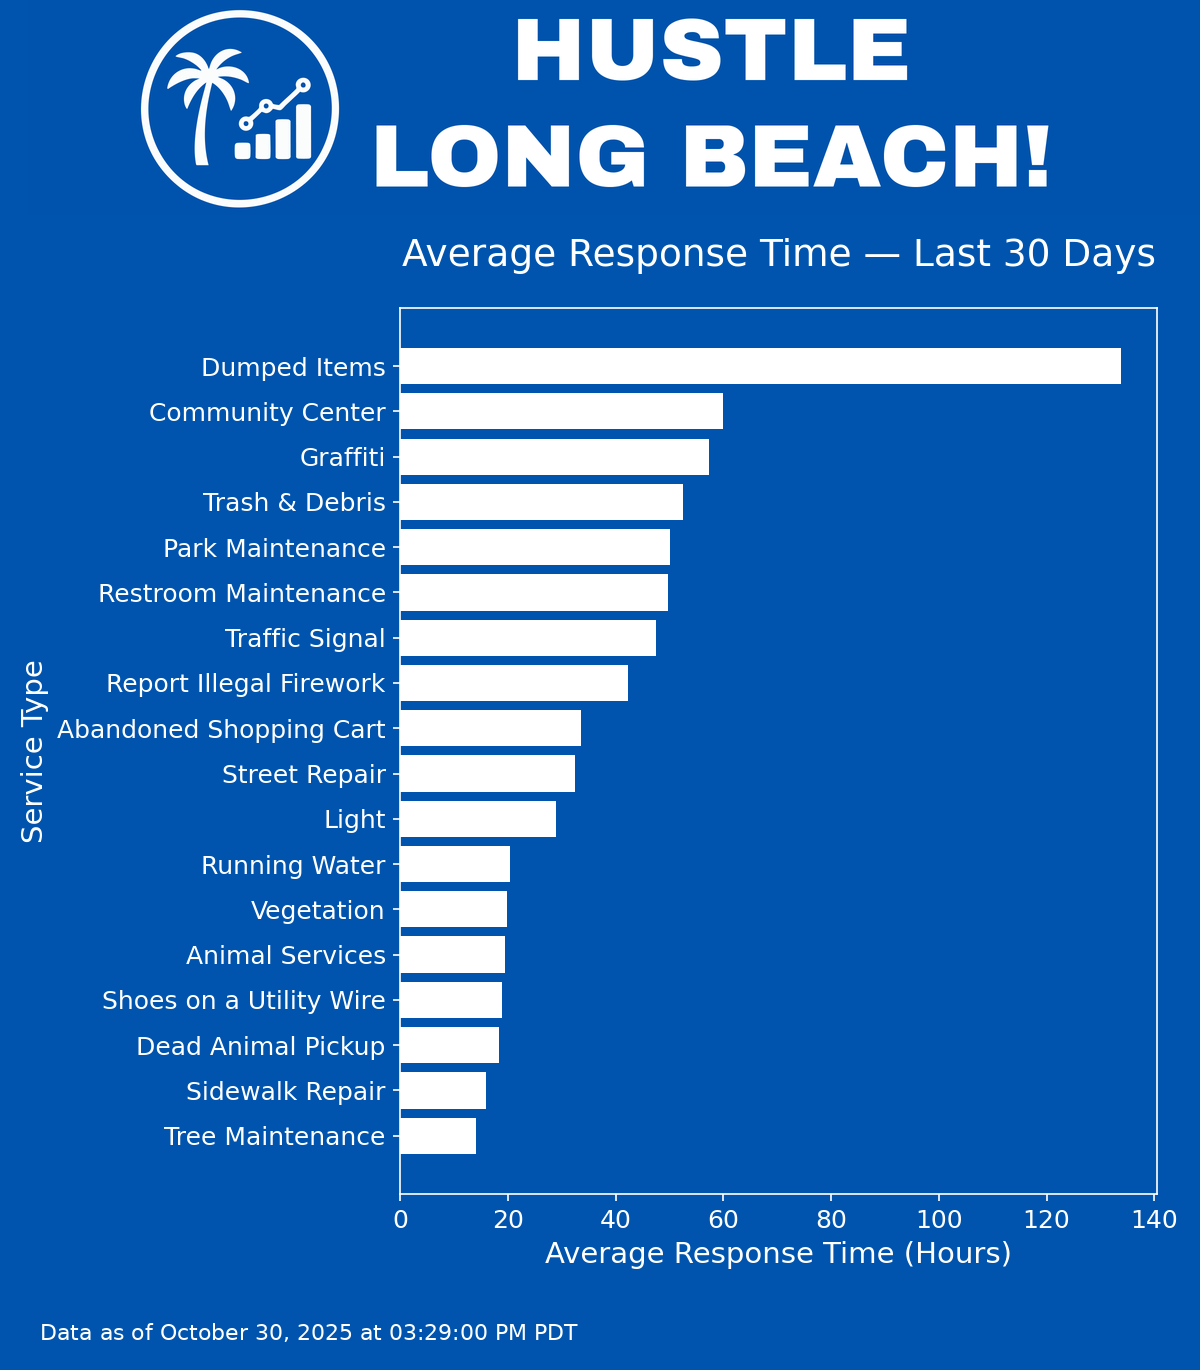 HUSTLE
LONG BEACH!
Average Response Time — Last 30 Days
Dumped Items
Community Center
Graffiti
Trash & Debris
Park Maintenance
Restroom Maintenance
Traffic Signal
Report Illegal Firework
Abandoned Shopping Cart
Street Repair
Light
Running Water
Vegetation
Animal Services
Shoes on a Utility Wire
Dead Animal Pickup
Sidewalk Repair
Tree Maintenance
Service Type
0 20 40 60 80 100 120 140
Average Response Time (Hours)
Data as of October 30, 2025 at 03:29:00 PM PDT